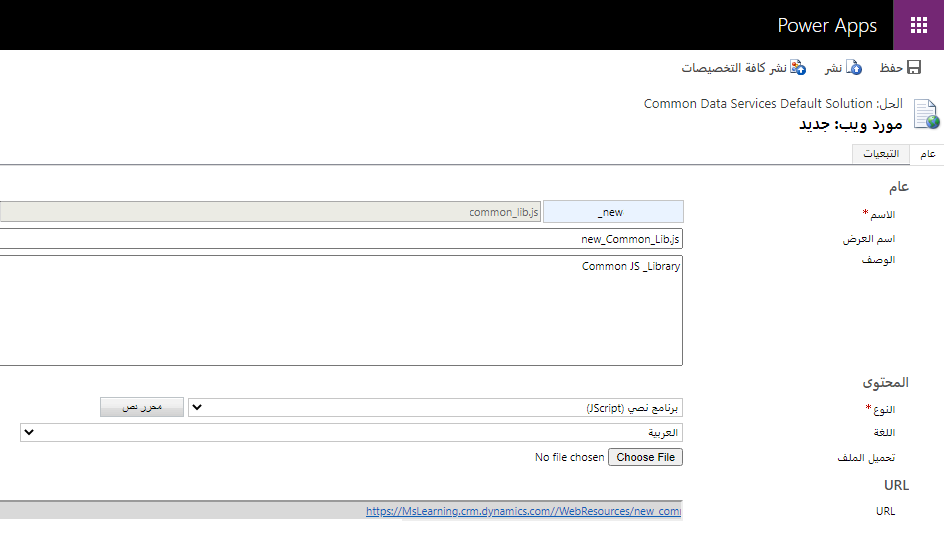 Power Apps
حفظ نشر نشر كافة التخصيصات
الحل: Common Data Services Default Solution
مورد ويب: جديد
عام التبعيات
عام
الاسم* new_ common_lib.js
اسم العرض new_Common_Lib.js
الوصف Common JS _Library
المحتوى
النوع* برنامج نصي (JScript) محرر نص
اللغة العربية
تحميل الملف Choose File No file chosen
URL
URL https://MsLearning.crm.dynamics.com//WebResources/new_com